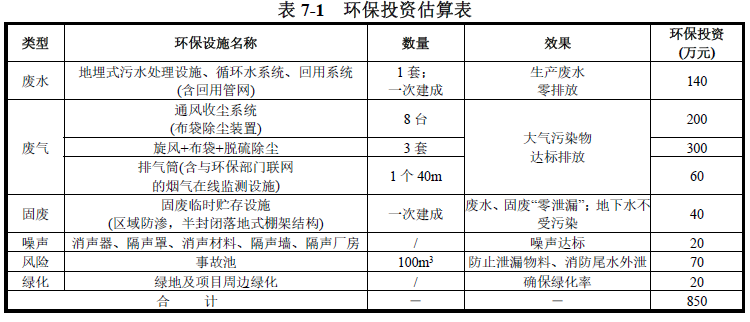 表 7-1 环保投资估算表
类型 环保设施名称 数量 效果 环保投资
(万元)
废水 地埋式污水处理设施、循环水系统、回用系统
(含回用管网) 1 套；
一次建成 生产废水
零排放 140
废气 通风收尘系统
(布袋除尘装置) 8 台 大气污染物
达标排放 200
旋风+布袋+脱硫除尘 3 套 300
排气筒(含与环保部门联网
的烟气在线监测设施) 1 个 40m 60
固废 固废临时贮存设施
(区域防渗，半封闭落地式棚架结构) 一次建成 废水、固废“零泄漏”；地下水不
受污染 40
噪声 消声器、隔声罩、消声材料、隔声墙、隔声厂房 / 噪声达标 20
风险 事故池 100m³ 防止泄漏物料、消防尾水外泄 70
绿化 绿地及项目周边绿化 / 确保绿化率 20
合 计 － － 850